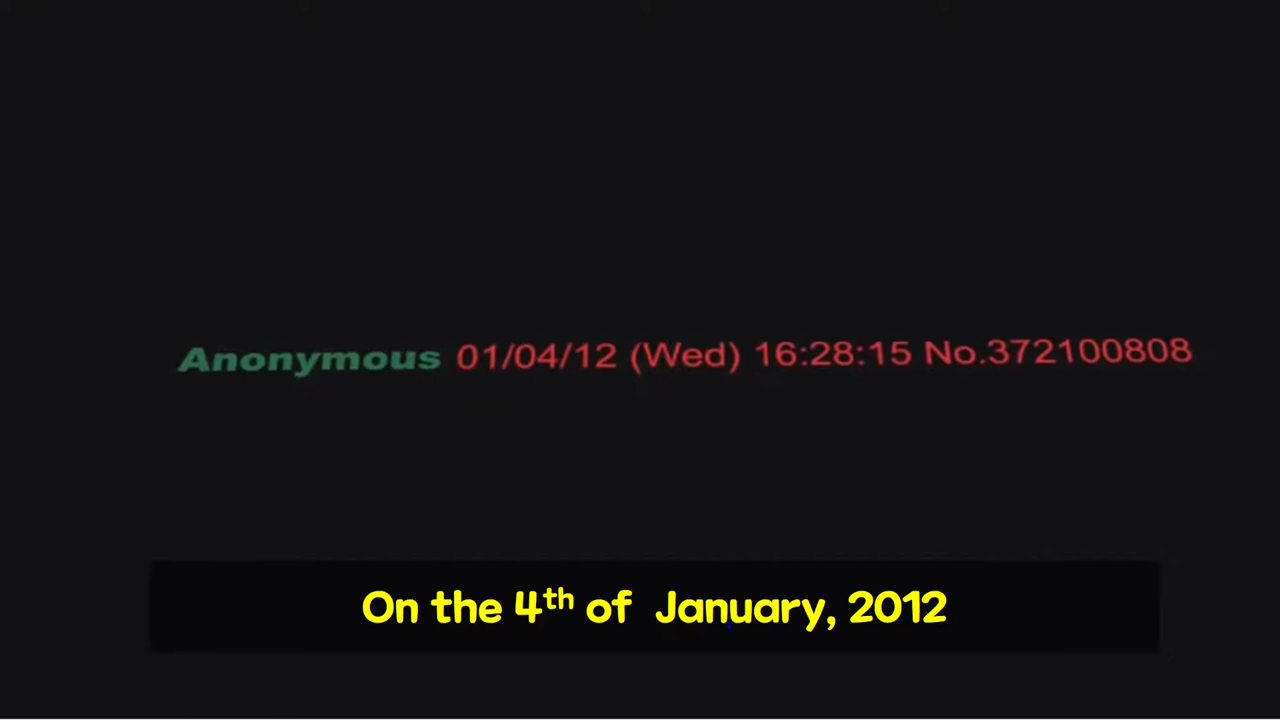 Anonymous 01/04/12 (Wed) 16:28:15 No.372100808
On the 4th of January, 2012